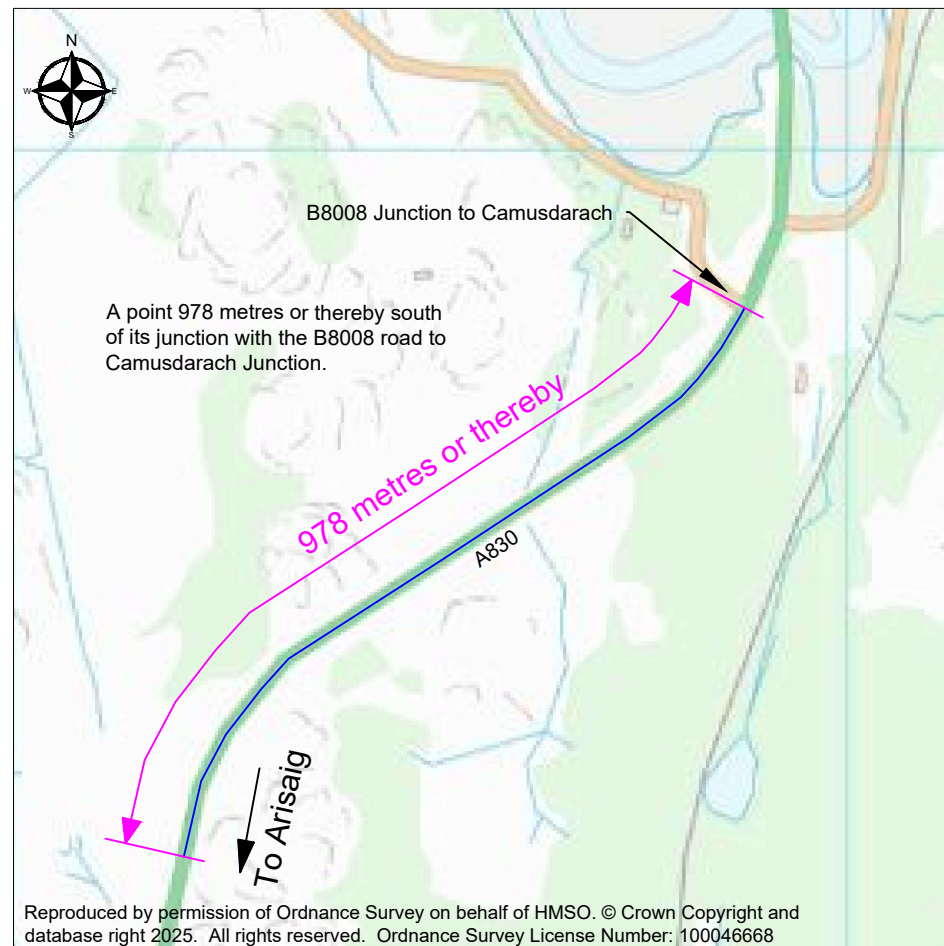 N
W E
S
B8008 Junction to Camusdarach
A point 978 metres or thereby south
of its junction with the B8008 road to
Camusdarach Junction.
978 metres or thereby
A830
To Arisaig
Reproduced by permission of Ordnance Survey on behalf of HMSO. © Crown Copyright and
database right 2025. All rights reserved. Ordnance Survey License Number: 100046668